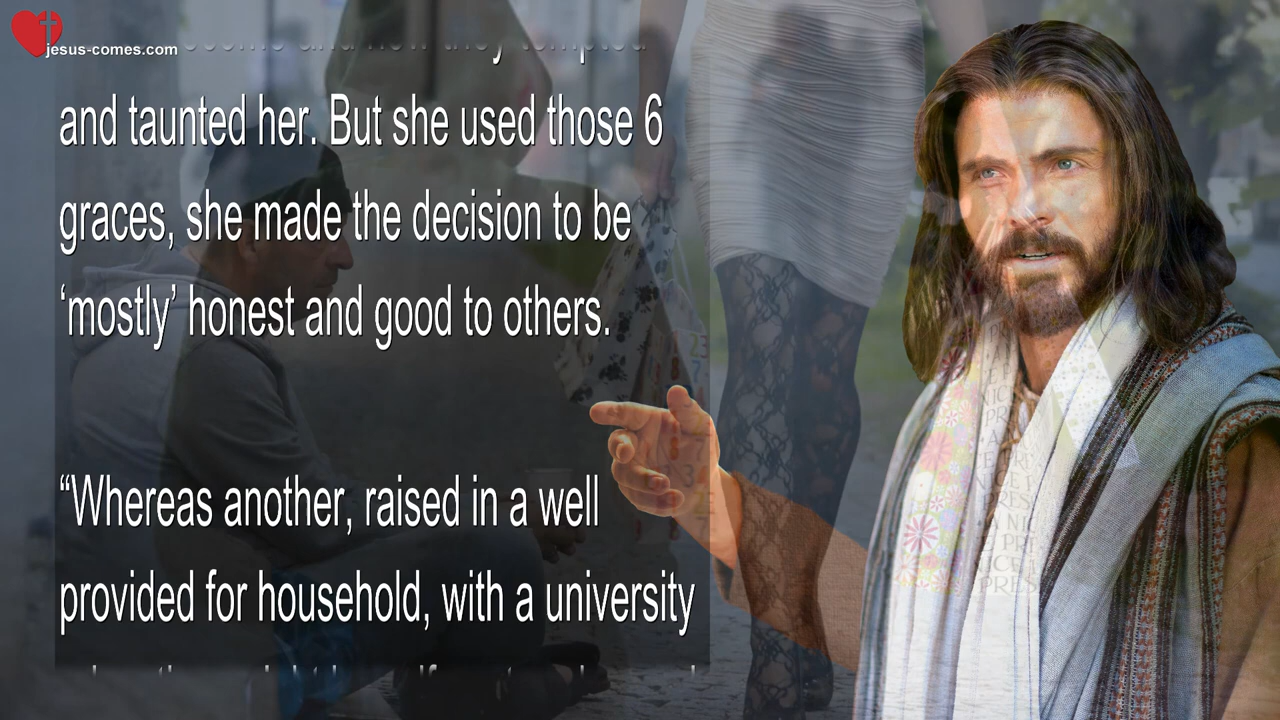 jesus-comes.com
and taunted her. But she used those 6
graces, she made the decision to be
‘mostly’ honest and good to others.
“Whereas another, raised in a well
provided for household, with a university